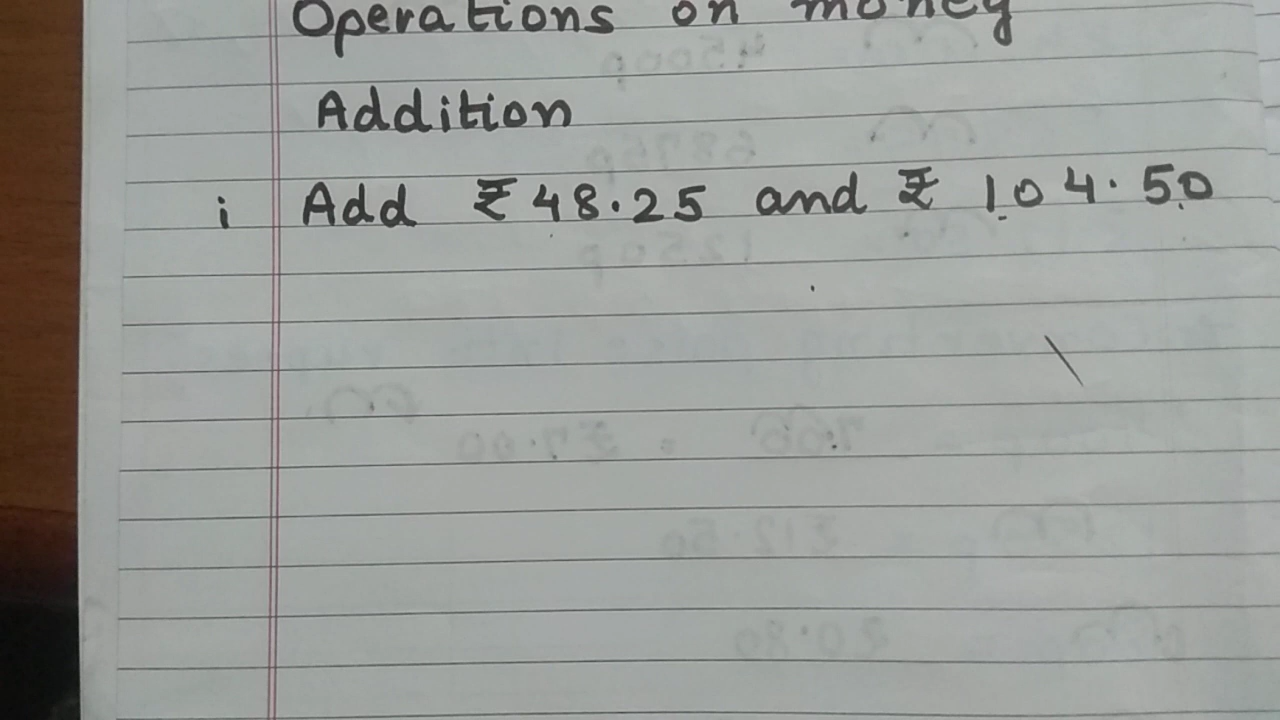 Operations on money
Addition
i Add ₹ 48.25 and ₹ 104.50